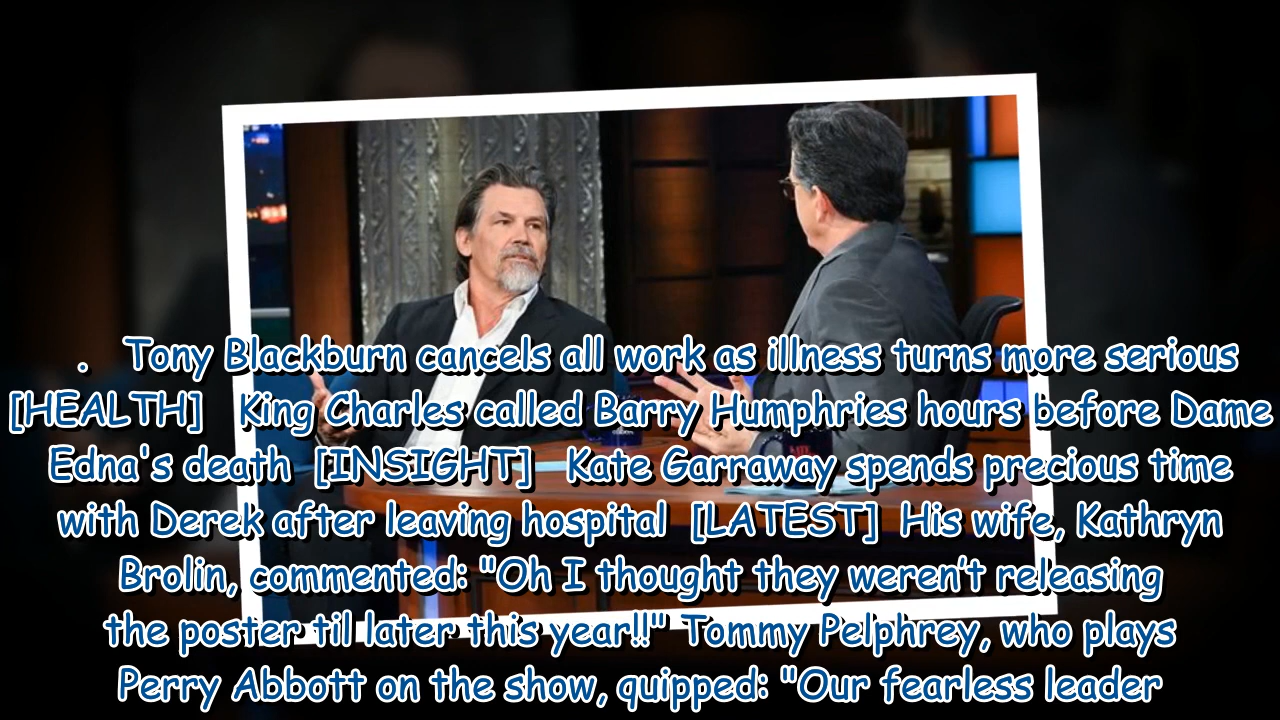 . Tony Blackburn cancels all work as illness turns more serious
[HEALTH] King Charles called Barry Humphries hours before Dame
Edna's death [INSIGHT] Kate Garraway spends precious time
with Derek after leaving hospital [LATEST] His wife, Kathryn
Brolin, commented: "Oh I thought they weren't releasing
the poster til later this year!!" Tommy Pelphrey, who plays
Perry Abbott on the show, quipped: "Our fearless leader